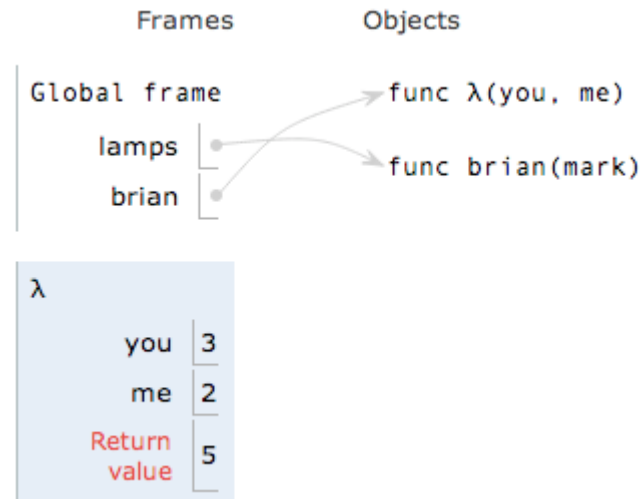 Frames Objects
Global frame func λ(you, me)
lamps
func brian(mark)
brian
λ
you 3
me 2
Return
value 5